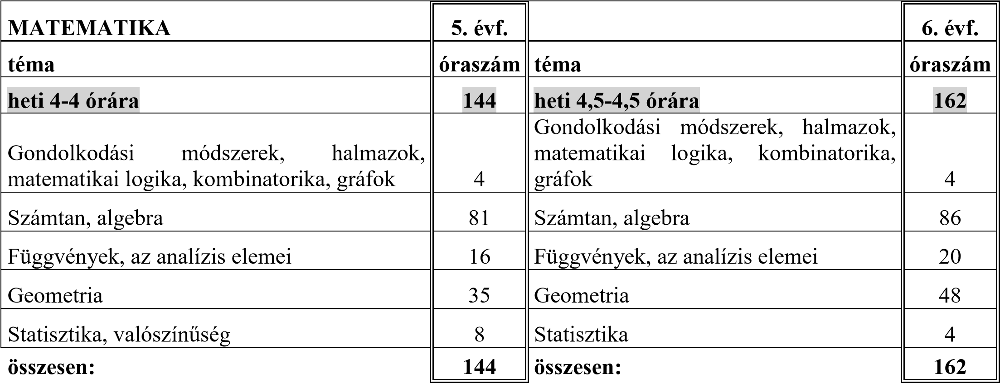 MATEMATIKA 5. évf. 6. évf.
téma óraszám téma óraszám
heti 4-4 órára 144 heti 4,5-4,5 órára 162
Gondolkodási módszerek, halmazok,
matematikai logika, kombinatorika, gráfok 4
Gondolkodási módszerek, halmazok,
matematikai logika, kombinatorika,
gráfok 4
Számtan, algebra 81 Számtan, algebra 86
Függvények, az analízis elemei 16 Függvények, az analízis elemei 20
Geometria 35 Geometria 48
Statisztika, valószínűség 8 Statisztika 4
összesen: 144 összesen: 162